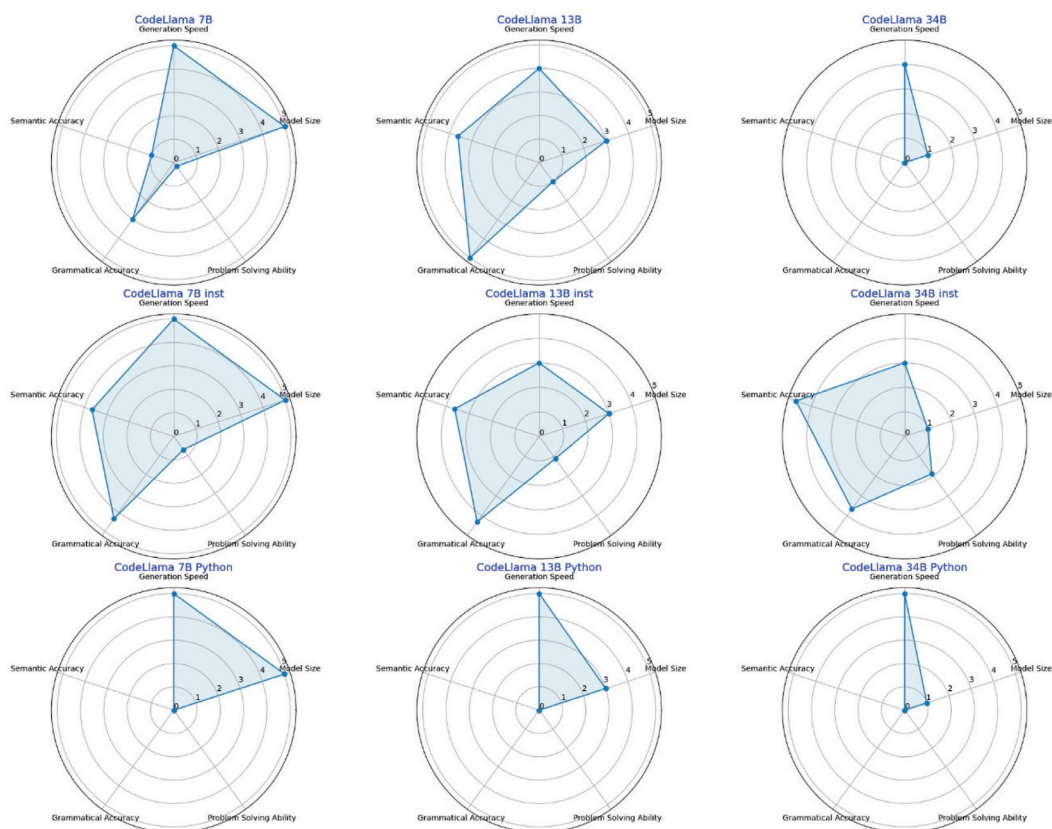 CodeLlama 7B
Generation Speed
Semantic Accuracy
5
4
3
2
1
0
Model Size
Grammatical Accuracy
Problem Solving Ability
CodeLlama 13B
Generation Speed
Semantic Accuracy
5
4
3
2
1
0
Model Size
Grammatical Accuracy
Problem Solving Ability
CodeLlama 34B
Generation Speed
Semantic Accuracy
5
4
3
2
1
0
Model Size
Grammatical Accuracy
Problem Solving Ability
CodeLlama 7B inst
Generation Speed
Semantic Accuracy
5
4
3
2
1
0
Model Size
Grammatical Accuracy
Problem Solving Ability
CodeLlama 13B inst
Generation Speed
Semantic Accuracy
5
4
3
2
1
0
Model Size
Grammatical Accuracy
Problem Solving Ability
CodeLlama 34B inst
Generation Speed
Semantic Accuracy
5
4
3
2
1
0
Model Size
Grammatical Accuracy
Problem Solving Ability
CodeLlama 7B Python
Generation Speed
Semantic Accuracy
5
4
3
2
1
0
Model Size
Grammatical Accuracy
Problem Solving Ability
CodeLlama 13B Python
Generation Speed
Semantic Accuracy
5
4
3
2
1
0
Model Size
Grammatical Accuracy
Problem Solving Ability
CodeLlama 34B Python
Generation Speed
Semantic Accuracy
5
4
3
2
1
0
Model Size
Grammatical Accuracy
Problem Solving Ability